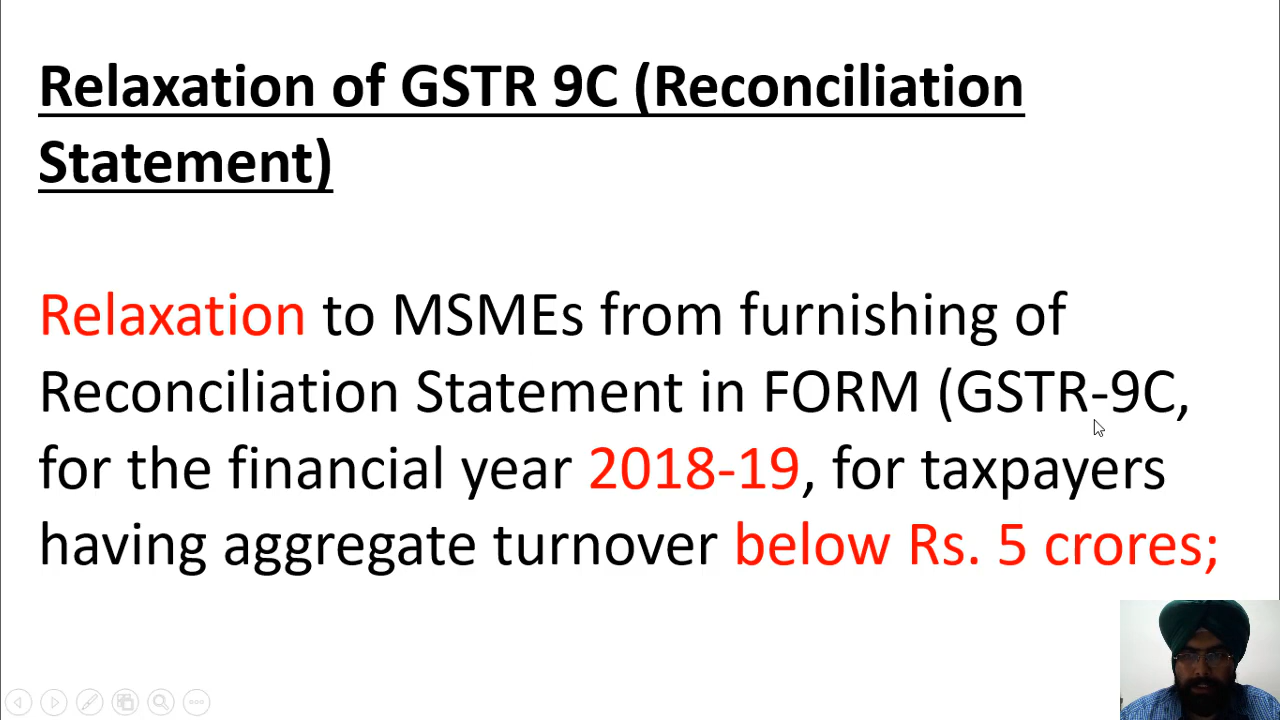 Relaxation of GSTR 9C (Reconciliation
Statement)
Relaxation to MSMEs from furnishing of
Reconciliation Statement in FORM (GSTR-9C,
for the financial year 2018-19, for taxpayers
having aggregate turnover below Rs. 5 crores;